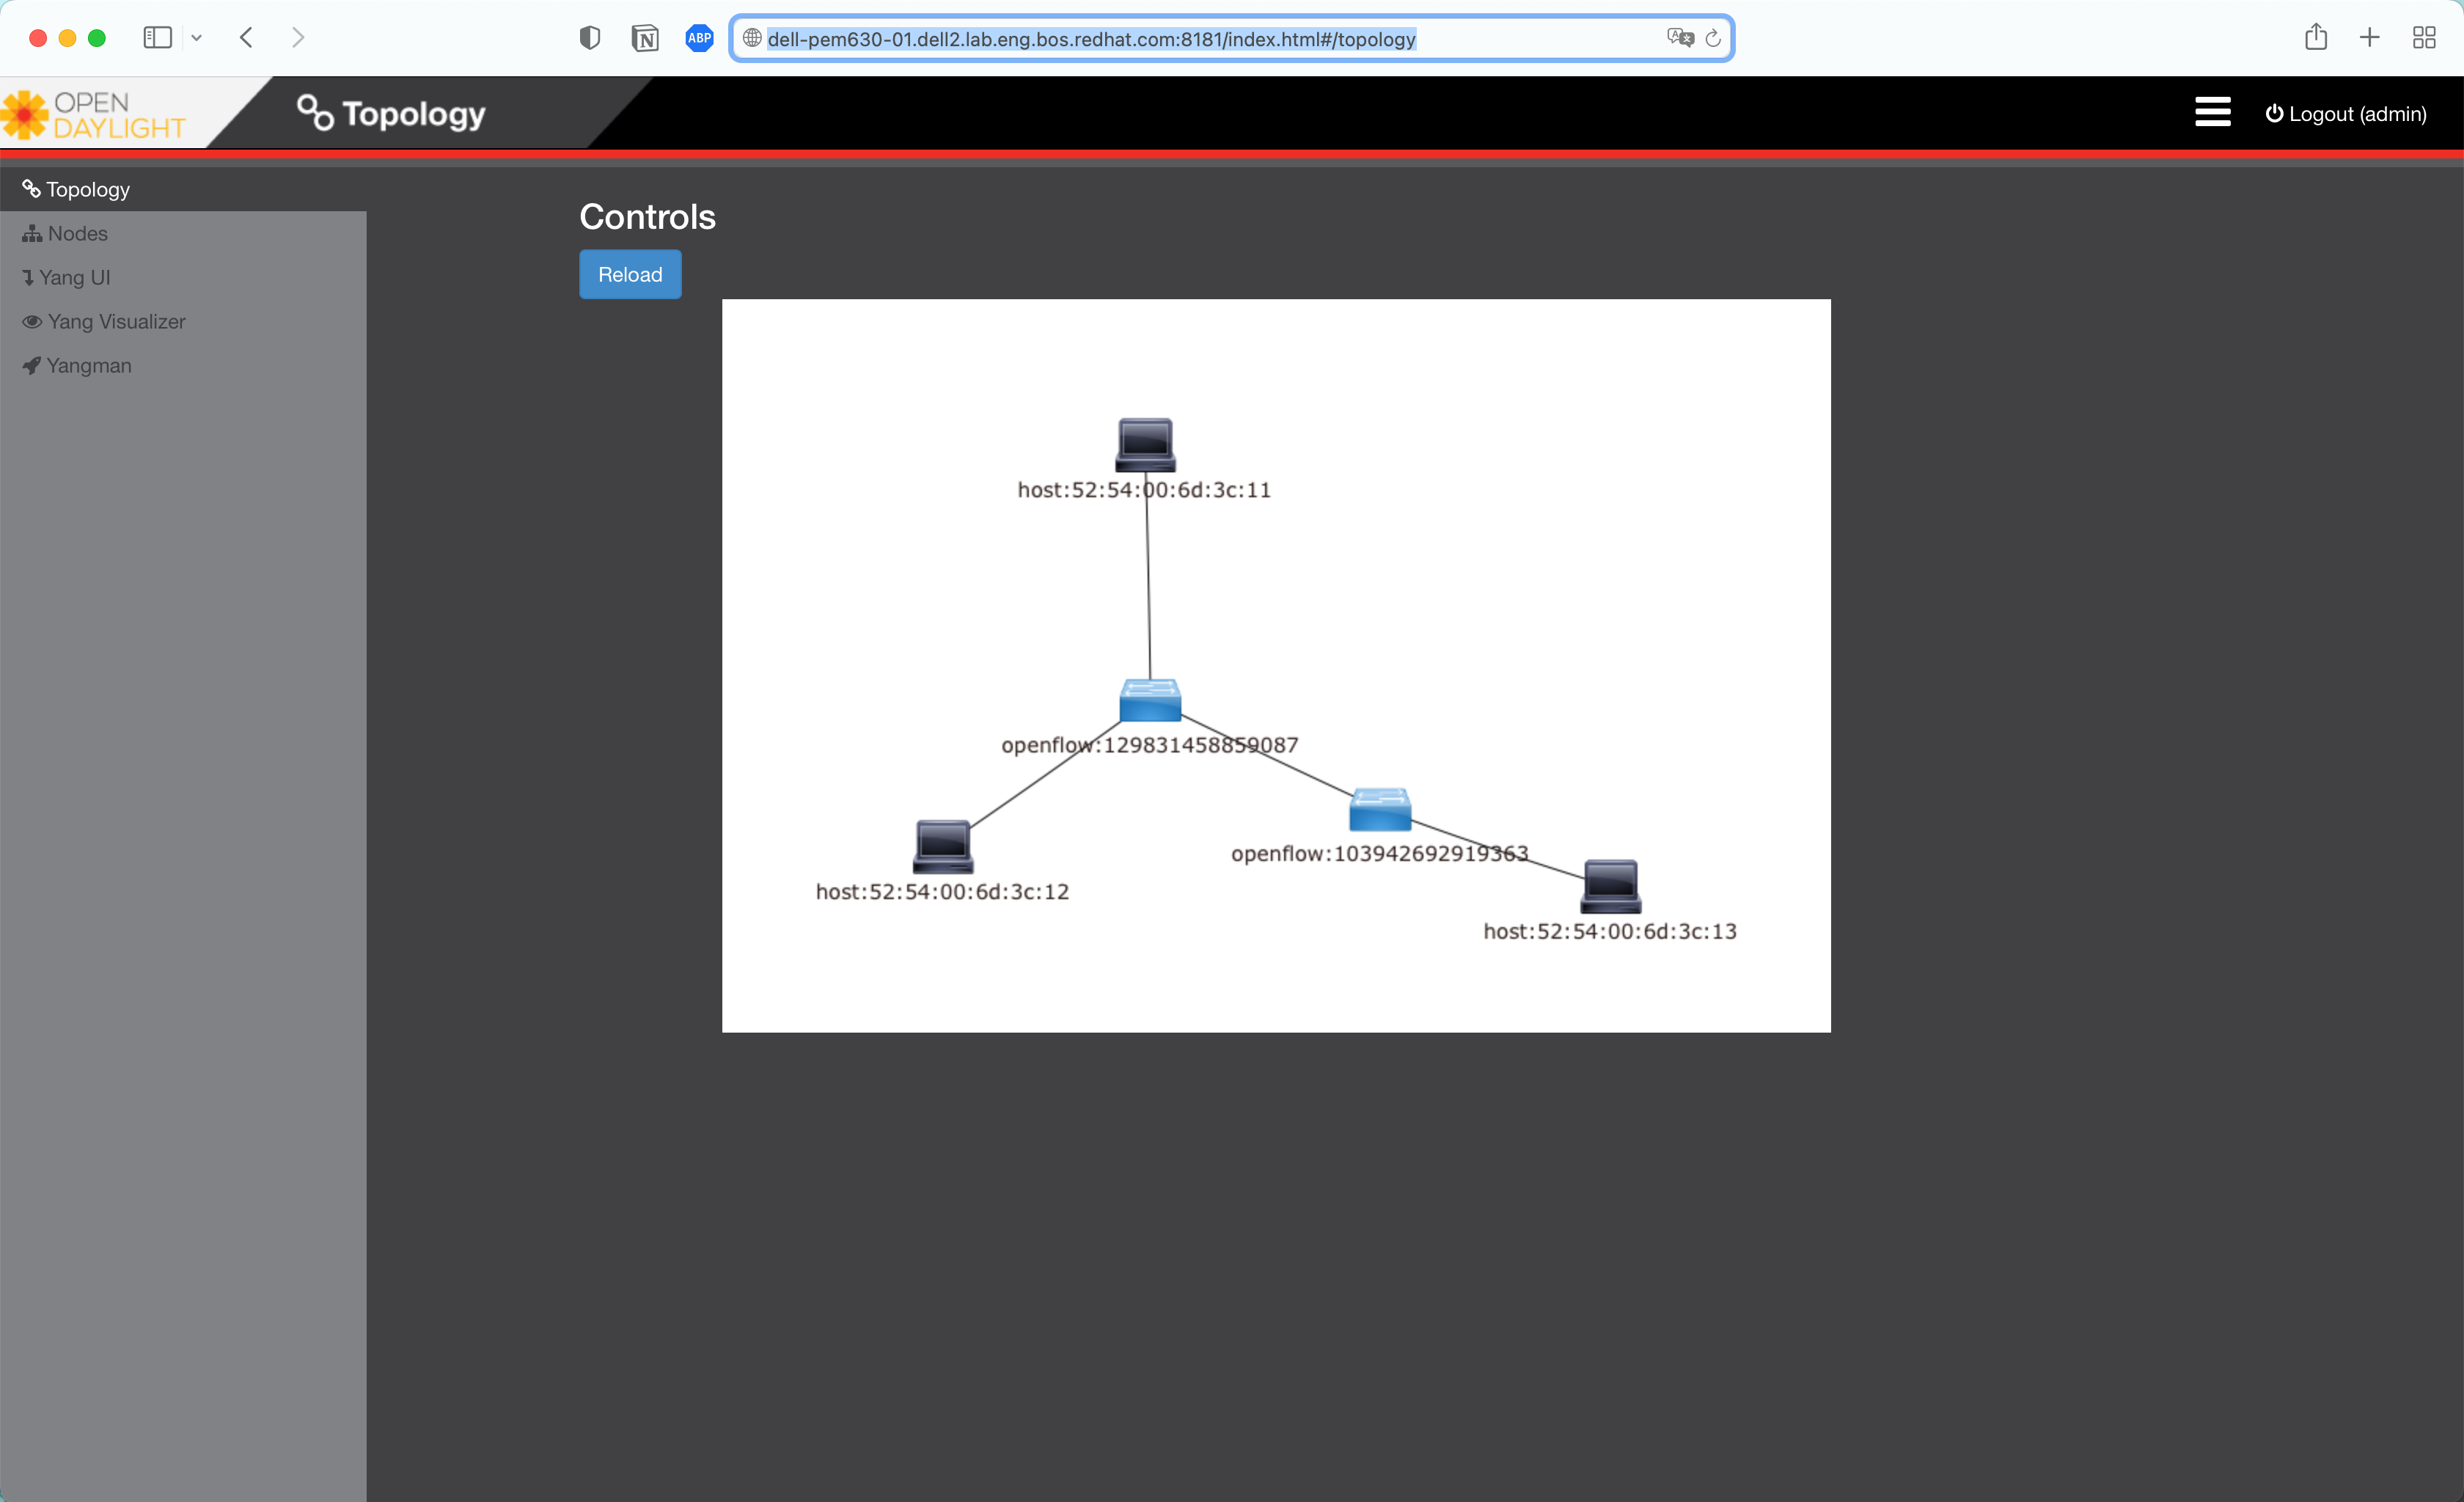 ABP
dell-pem630-01.dell2.lab.eng.bos.redhat.com:8181/index.html#/topology
OPEN
DAYLIGHT
Topology
Logout (admin)
Topology
Nodes
Yang UI
Yang Visualizer
Yangman
Controls
Reload
host:52:54:00:6d:3c:11
openflow:129831458859087
openflow:103942692919363
host:52:54:00:6d:3c:12
host:52:54:00:6d:3c:13